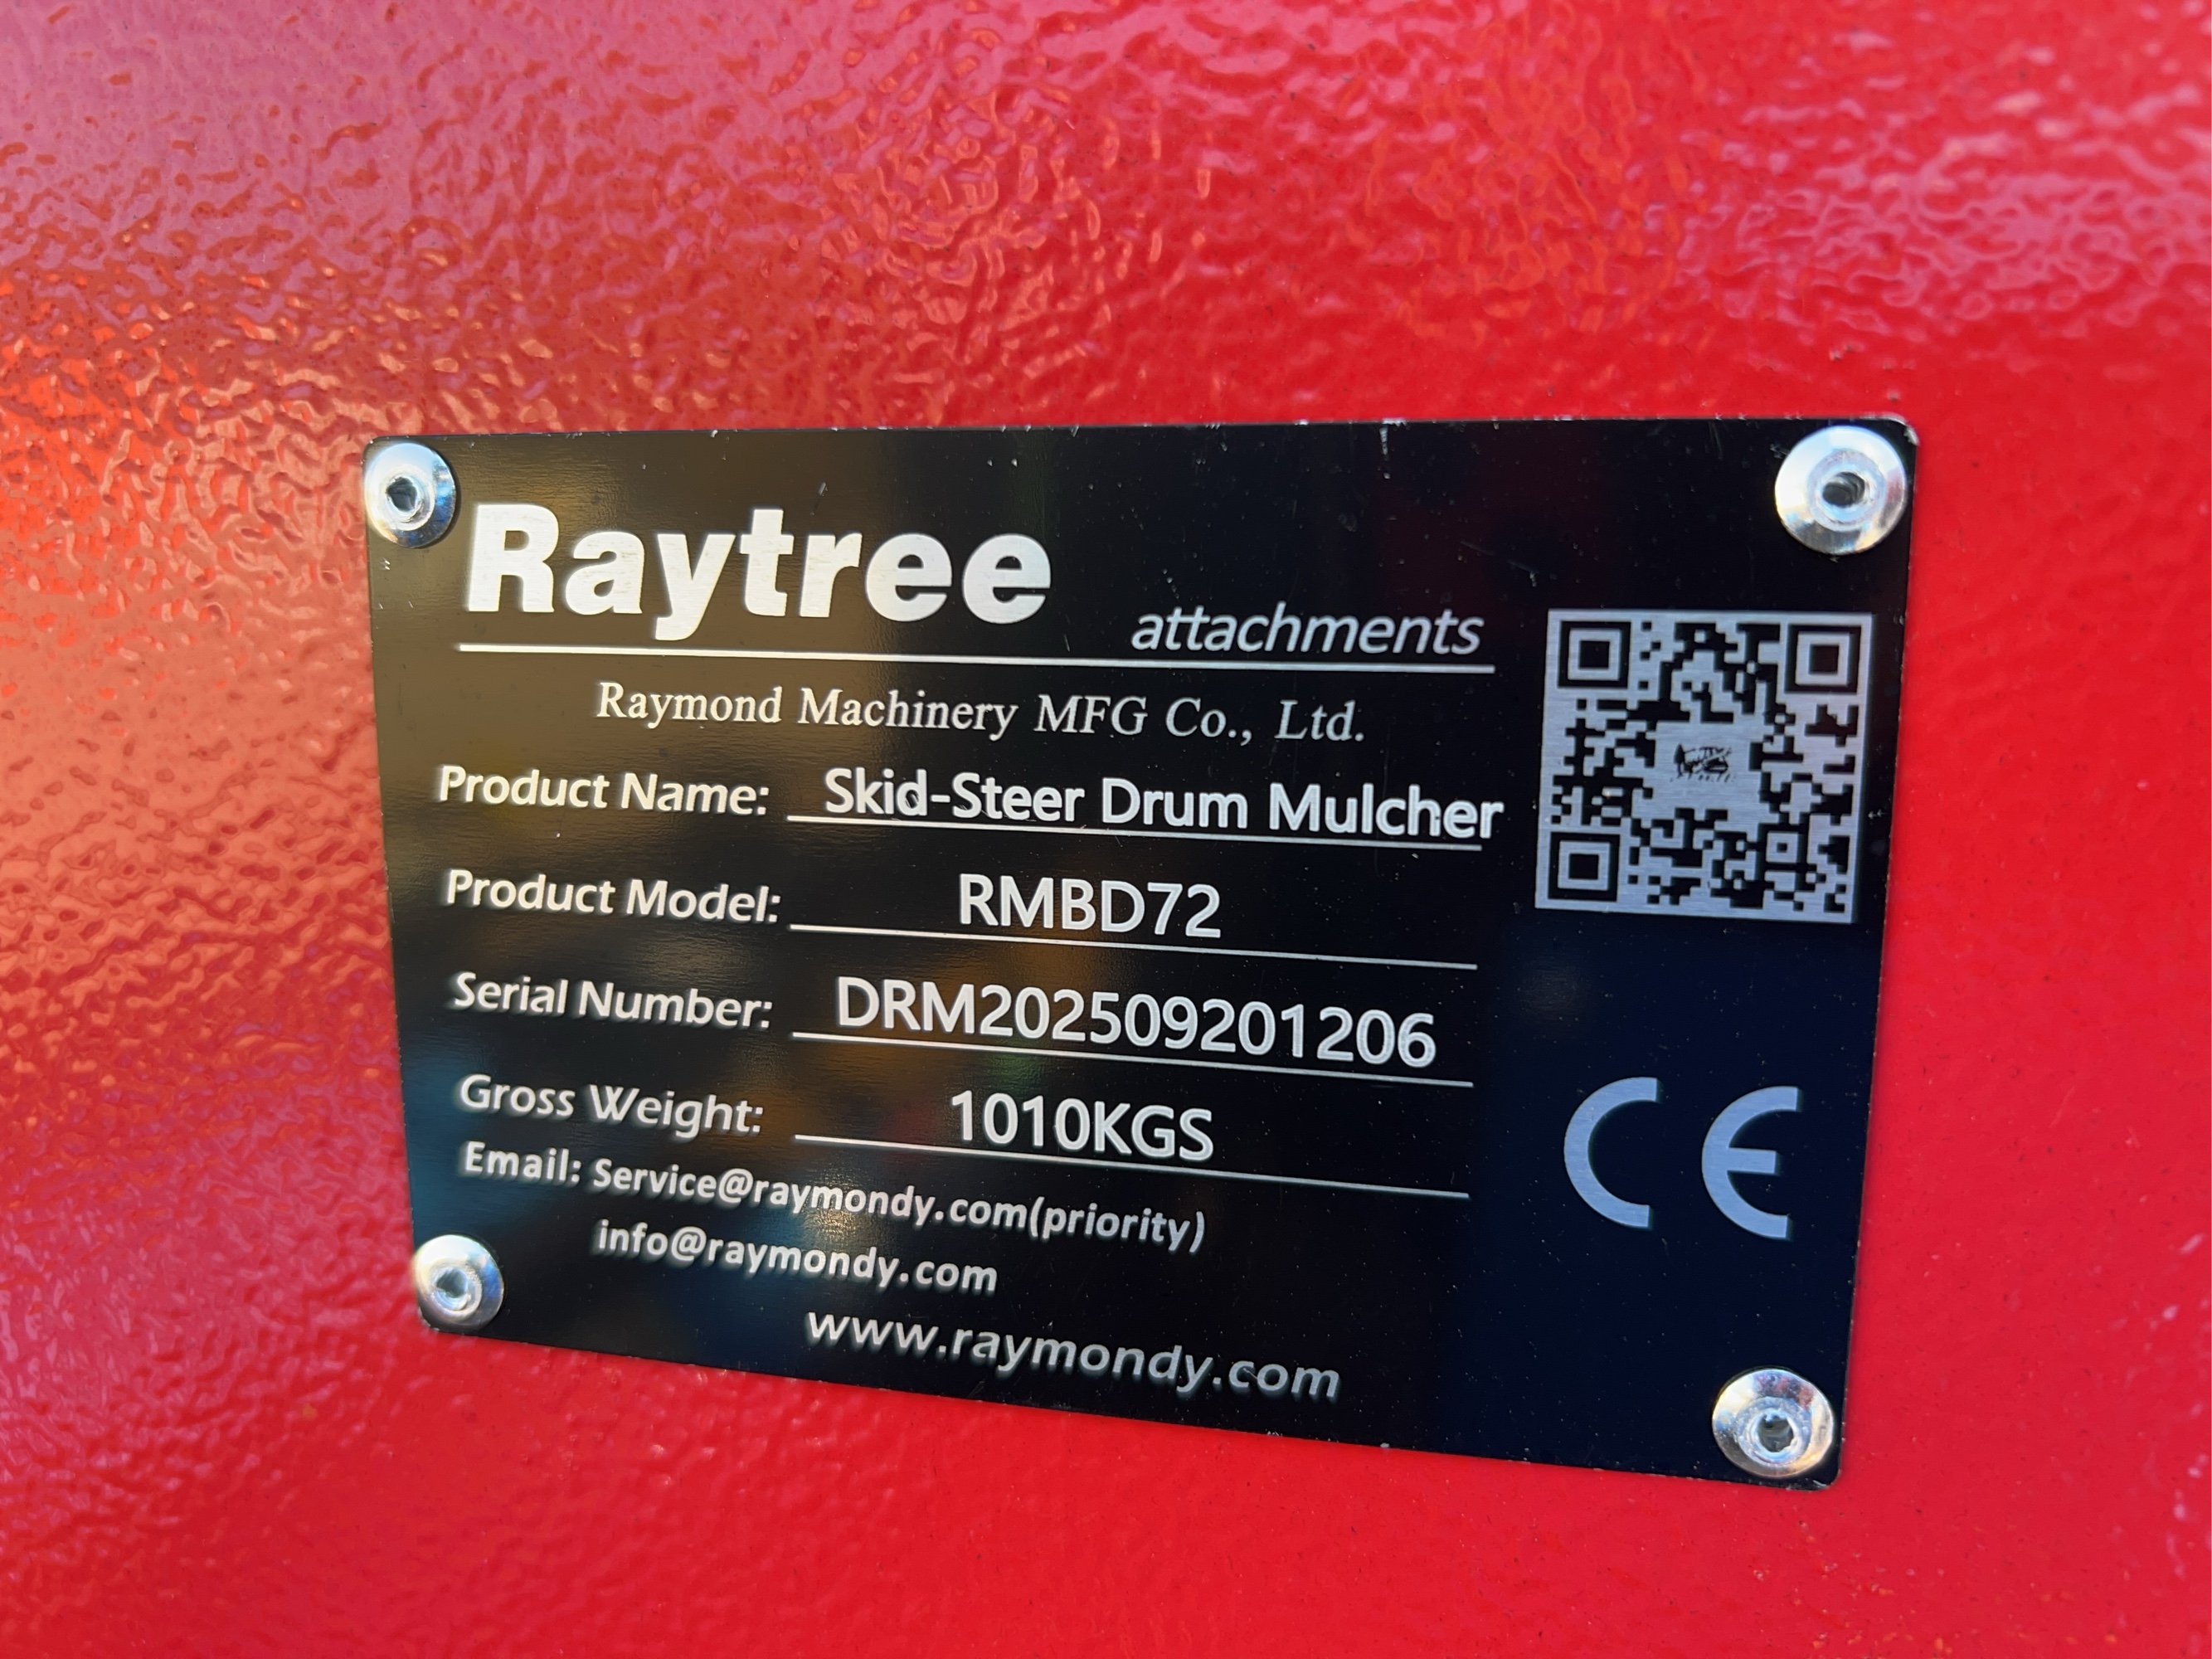 Raytree
attachments
Raymond Machinery MFG Co., Ltd.
Product Name: Skid-Steer Drum Mulcher
Product Model: RMBD72
Serial Number: DRM202509201206
Gross Weight: 1010KGS
Email: Service@raymondy.com(priority)
info@raymondy.com
www.raymondy.com
CE